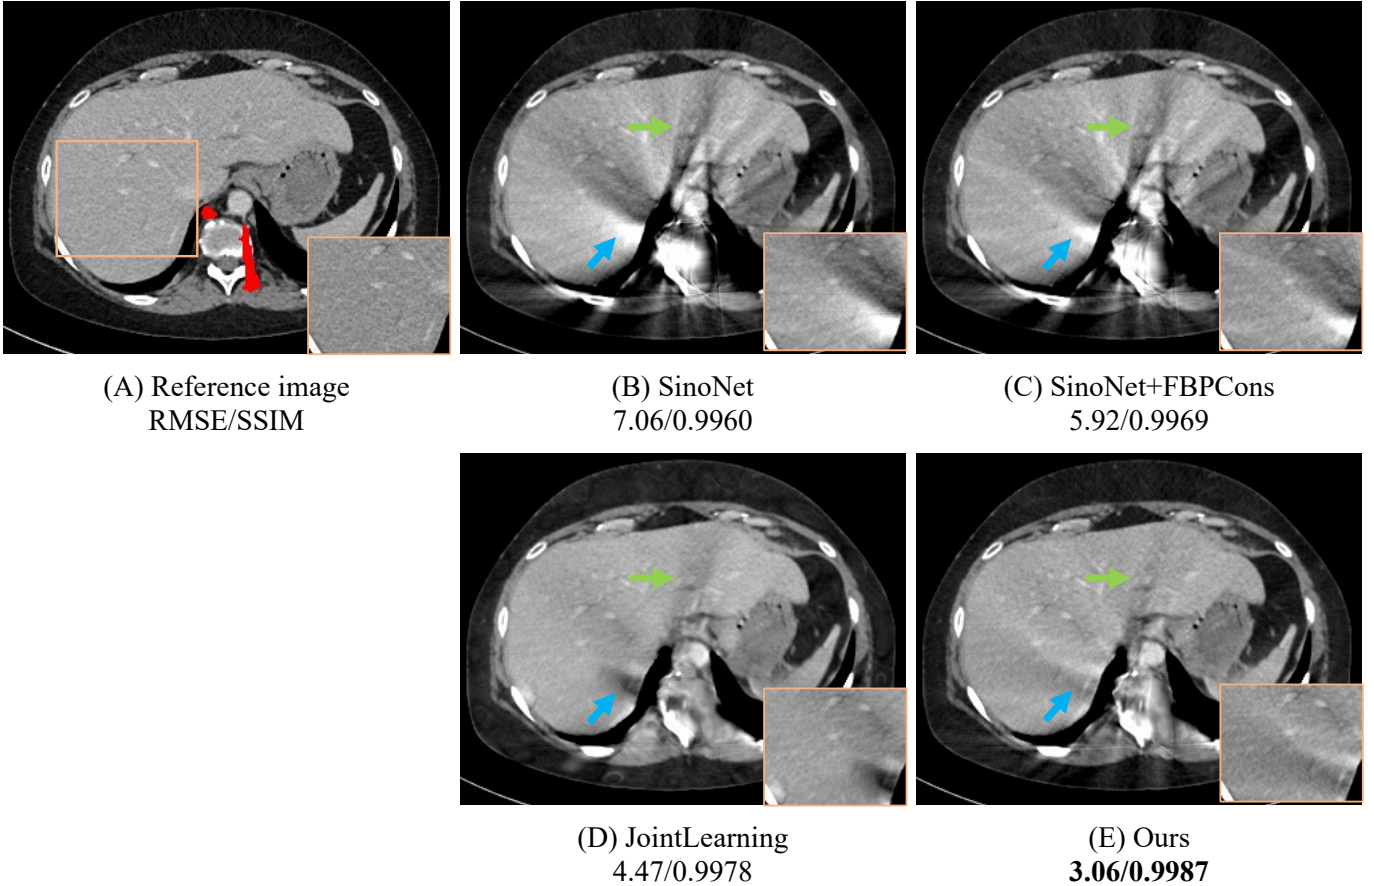 (A) Reference image
RMSE/SSIM
(B) SinoNet
7.06/0.9960
(C) SinoNet+FBPCons
5.92/0.9969
(D) JointLearning
4.47/0.9978
(E) Ours
3.06/0.9987